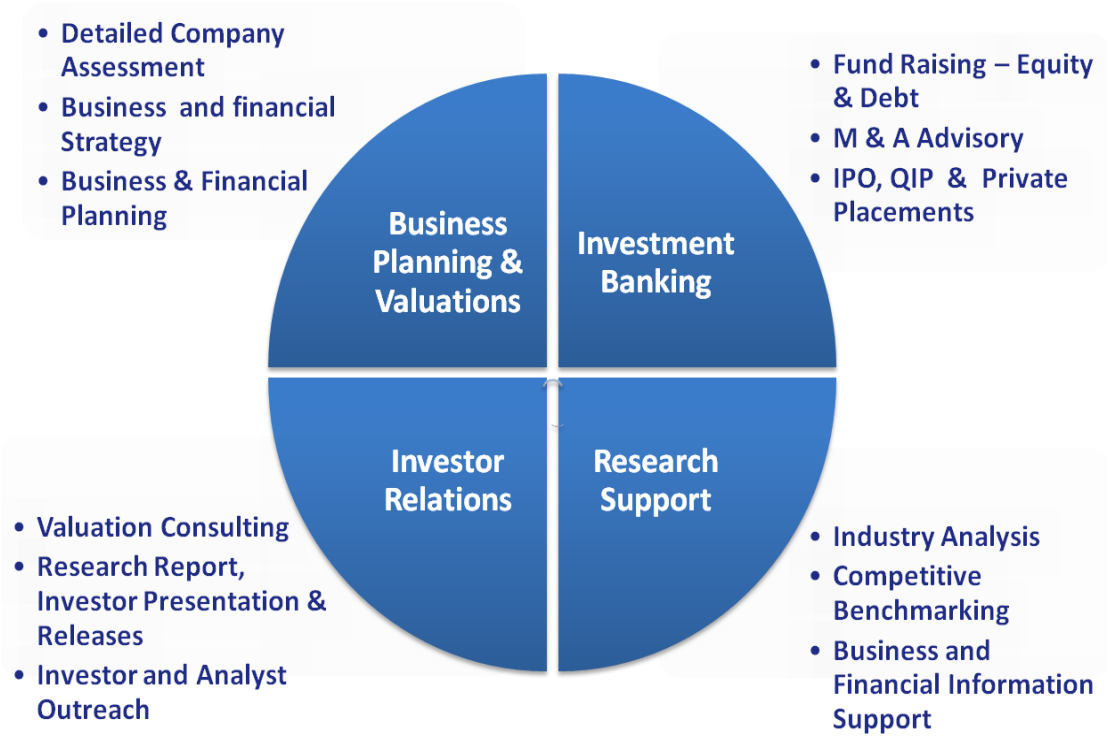 • Detailed Company
Assessment
• Business and financial
Strategy
• Business & Financial
Planning
• Fund Raising – Equity
& Debt
• M & A Advisory
• IPO, QIP & Private
Placements
Business
Planning &
Valuations
Investment
Banking
Investor
Relations
Research
Support
• Valuation Consulting
• Research Report,
Investor Presentation &
Releases
• Investor and Analyst
Outreach
• Industry Analysis
• Competitive
Benchmarking
• Business and
Financial Information
Support